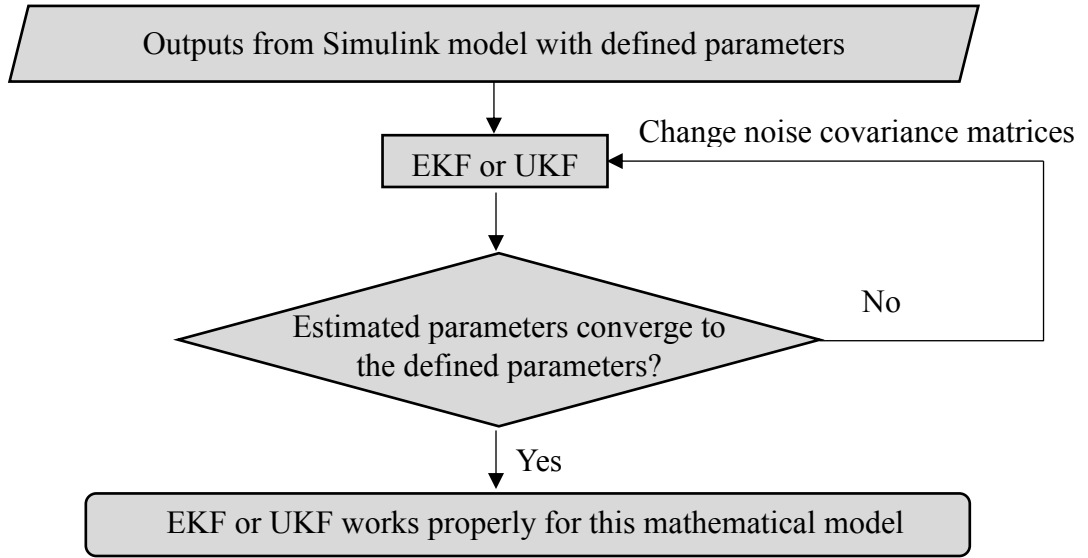 Outputs from Simulink model with defined parameters
Change noise covariance matrices
EKF or UKF
No
Estimated parameters converge to
the defined parameters?
Yes
EKF or UKF works properly for this mathematical model